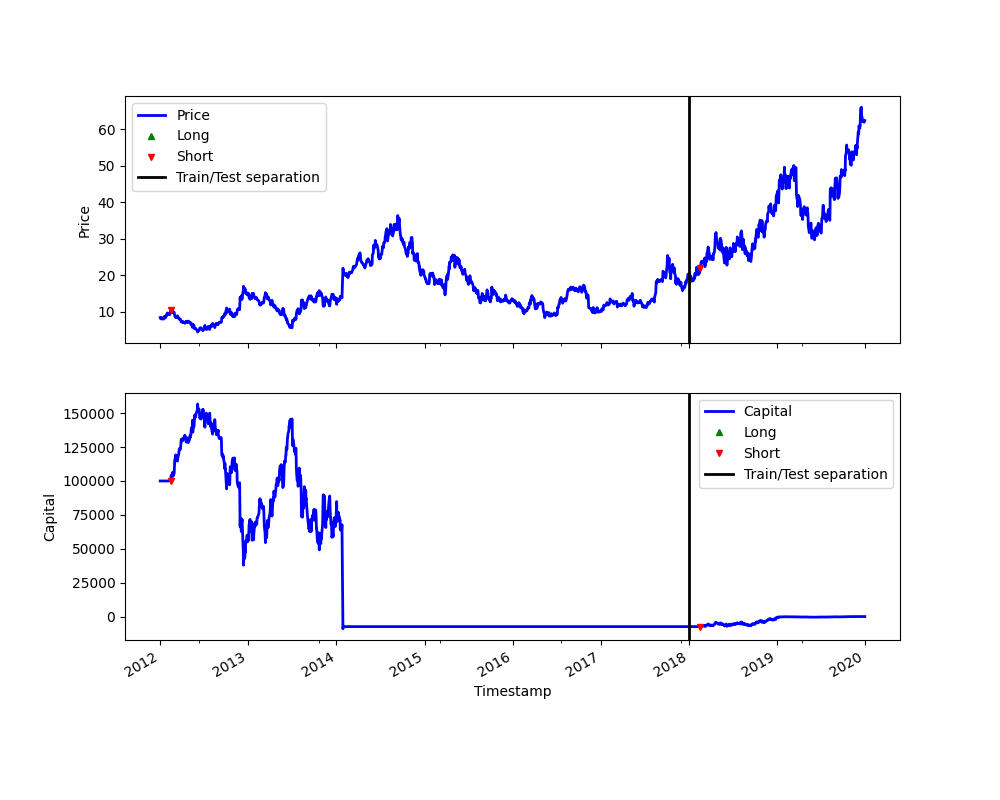 Price
Long
Short
Train/Test separation
60
50
40
30
20
10
Price
Capital
Long
Short
Train/Test separation
150000
125000
100000
75000
50000
25000
0
Capital
2012 2013 2014 2015 2016 2017 2018 2019 2020
Timestamp